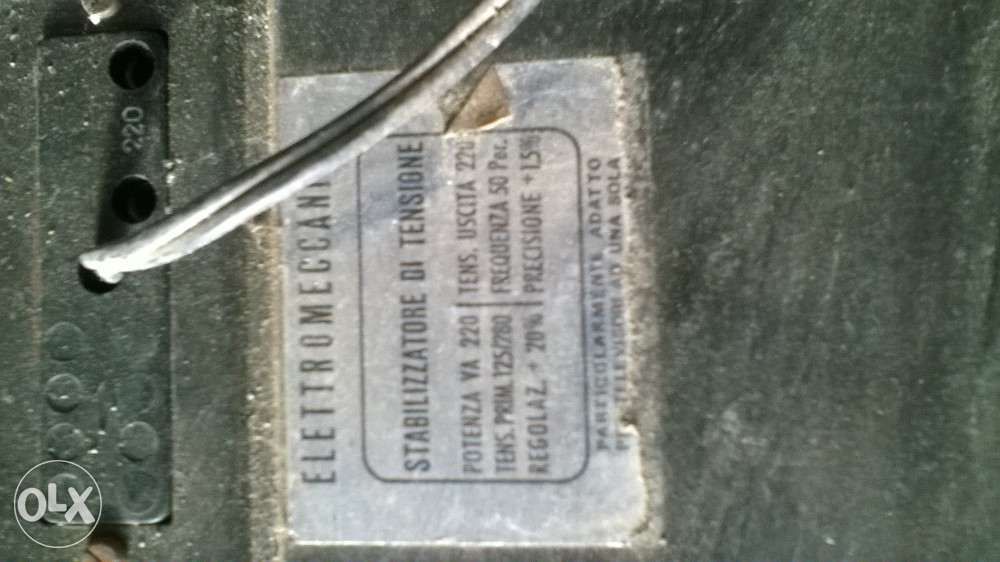 220
ELETTROMECCANI
STABILIZZATORE DI TENSIONE
POTENZA VA 220 TENS. USCITA 220
TENS. PRIM. 125/280 FREQUENZA 50 Per.
REGOLAZ. + 20% PRECISIONE + 1,5%
PARTICOLARMENTE ADATTO
TELEVISORI AD UNA SOLA
OLX